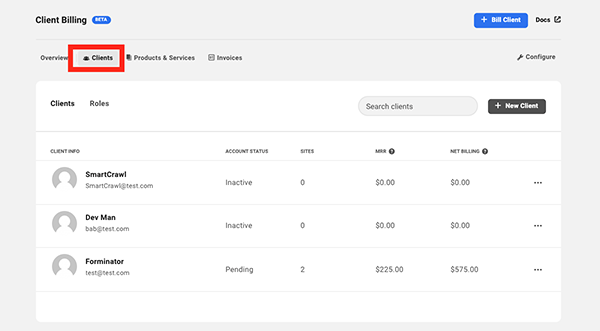 Client Billing BETA + Bill Client Docs
Overview Clients Products & Services Invoices Configure
Clients Roles Search clients + New Client
CLIENT INFO ACCOUNT STATUS SITES MRR ? NET BILLING ?
SmartCrawl
SmartCrawl@test.com Inactive 0 $0.00 $0.00 ...
Dev Man
bab@test.com Inactive 0 $0.00 $0.00 ...
Forminator
test@test.com Pending 2 $225.00 $575.00 ...